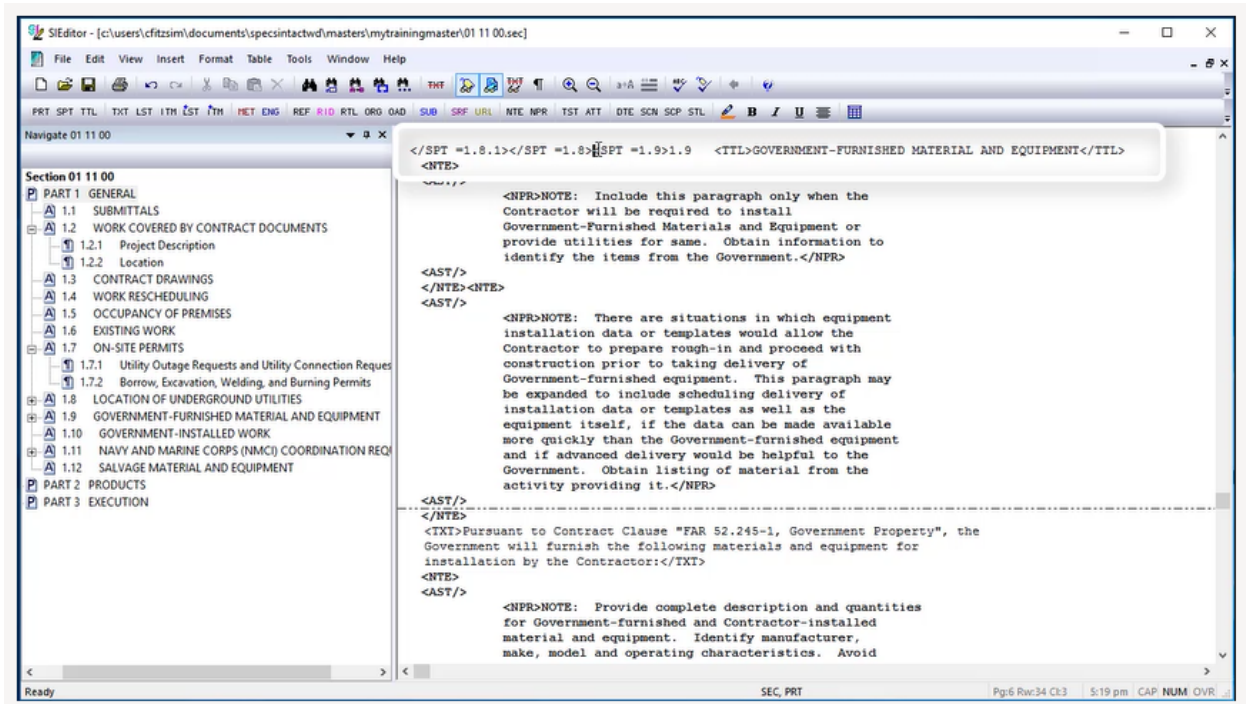 SIEditor - [c:\users\cfitzsim\documents\specsintactwd\masters\mytrainingmaster\01 11 00.sec]
File Edit View Insert Format Table Tools Window Help
PRT SPT TTL TXT LST ITM LST ITM MET ENG REF RID RTL ORG OAD SUB SRF URL NTE NPR TST ATT DTE SCN SCP STL B I U
Navigate 01 11 00
Section 01 11 00
PART 1 GENERAL
1.1 SUBMITTALS
1.2 WORK COVERED BY CONTRACT DOCUMENTS
1.2.1 Project Description
1.2.2 Location
1.3 CONTRACT DRAWINGS
1.4 WORK RESCHEDULING
1.5 OCCUPANCY OF PREMISES
1.6 EXISTING WORK
1.7 ON-SITE PERMITS
1.7.1 Utility Outage Requests and Utility Connection Reques
1.7.2 Borrow, Excavation, Welding, and Burning Permits
1.8 LOCATION OF UNDERGROUND UTILITIES
1.9 GOVERNMENT-FURNISHED MATERIAL AND EQUIPMENT
1.10 GOVERNMENT-INSTALLED WORK
1.11 NAVY AND MARINE CORPS (NMCI) COORDINATION REQ
1.12 SALVAGE MATERIAL AND EQUIPMENT
PART 2 PRODUCTS
PART 3 EXECUTION
</SPT =1.8.1></SPT =1.8><SPT =1.9>1.9 <TTL>GOVERNMENT-FURNISHED MATERIAL AND EQUIPMENT</TTL>
<NTE>
<AST/>
<NPR>NOTE: Include this paragraph only when the
Contractor will be required to install
Government-Furnished Materials and Equipment or
provide utilities for same. Obtain information to
identify the items from the Government.</NPR>
<AST/>
</NTE><NTE>
<AST/>
<NPR>NOTE: There are situations in which equipment
installation data or templates would allow the
Contractor to prepare rough-in and proceed with
construction prior to taking delivery of
Government-furnished equipment. This paragraph may
be expanded to include scheduling delivery of
installation data or templates as well as the
equipment itself, if the data can be made available
more quickly than the Government-furnished equipment
and if advanced delivery would be helpful to the
Government. Obtain listing of material from the
activity providing it.</NPR>
<AST/>
</NTE>
<TXT>Pursuant to Contract Clause "FAR 52.245-1, Government Property", the
Government will furnish the following materials and equipment for
installation by the Contractor:</TXT>
<NTE>
<AST/>
<NPR>NOTE: Provide complete description and quantities
for Government-furnished and Contractor-installed
material and equipment. Identify manufacturer,
make, model and operating characteristics. Avoid
Ready SEC, PRT Pg:6 Rw:34 Cl:3 5:19 pm CAP NUM OVR